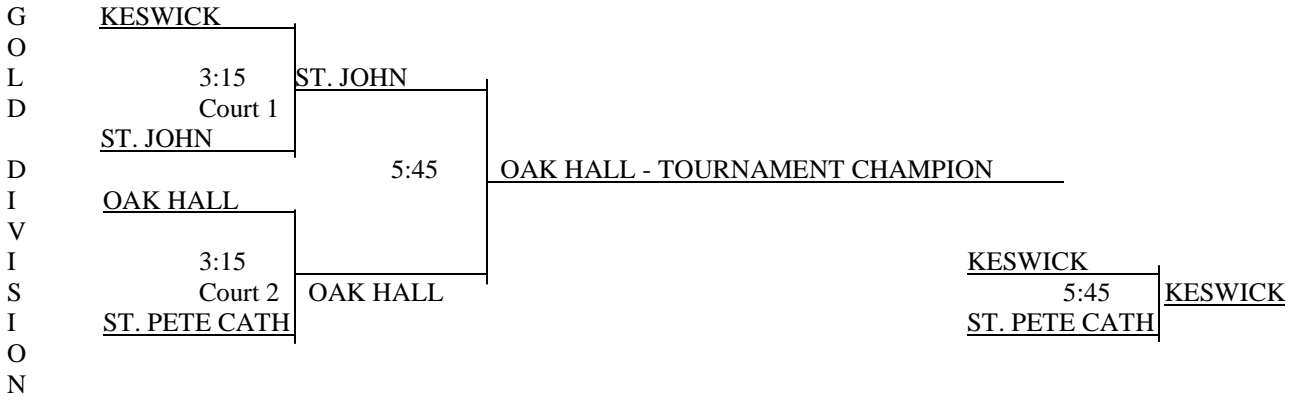 G KESWICK
O
L 3:15 ST. JOHN
D Court 1
ST. JOHN
D 5:45 OAK HALL - TOURNAMENT CHAMPION
I OAK HALL
V
I 3:15 KESWICK
S Court 2 OAK HALL 5:45 KESWICK
I ST. PETE CATH ST. PETE CATH
O
N